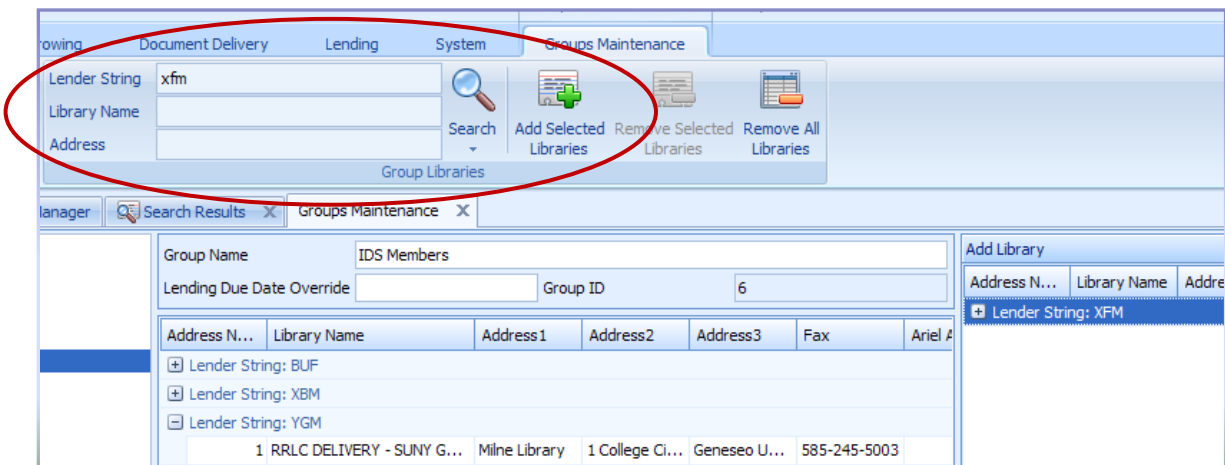 rowing Document Delivery Lending System Groups Maintenance
Lender String xfm
Library Name
Address
Search
Add Selected Libraries
Remove Selected Libraries
Remove All Libraries
Group Libraries
lanager Search Results X Groups Maintenance X
Group Name IDS Members
Lending Due Date Override Group ID 6
Address N... Library Name Address1 Address2 Address3 Fax Ariel A
Lender String: BUF
Lender String: XBM
Lender String: YGM
1 RRLC DELIVERY - SUNY G... Milne Library 1 College Ci... Geneseo U... 585-245-5003
Add Library
Address N... Library Name Addre
Lender String: XFM